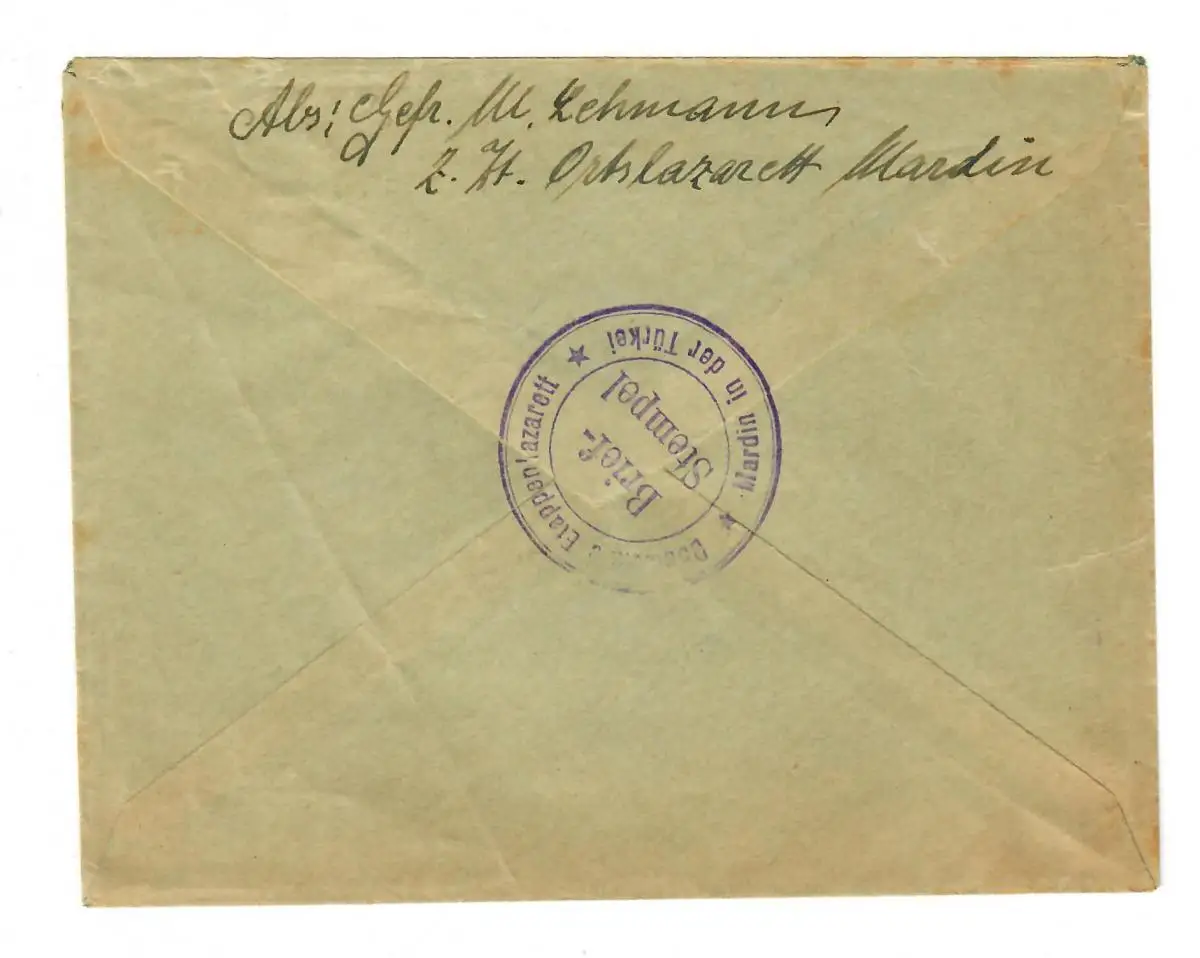 Abs: Gefr. M. Lehmann,
z. Zt. Ortslazarett Mardin
Etappenlazarett
★ Mardin in der Türkei ★
Brief-
Stempel